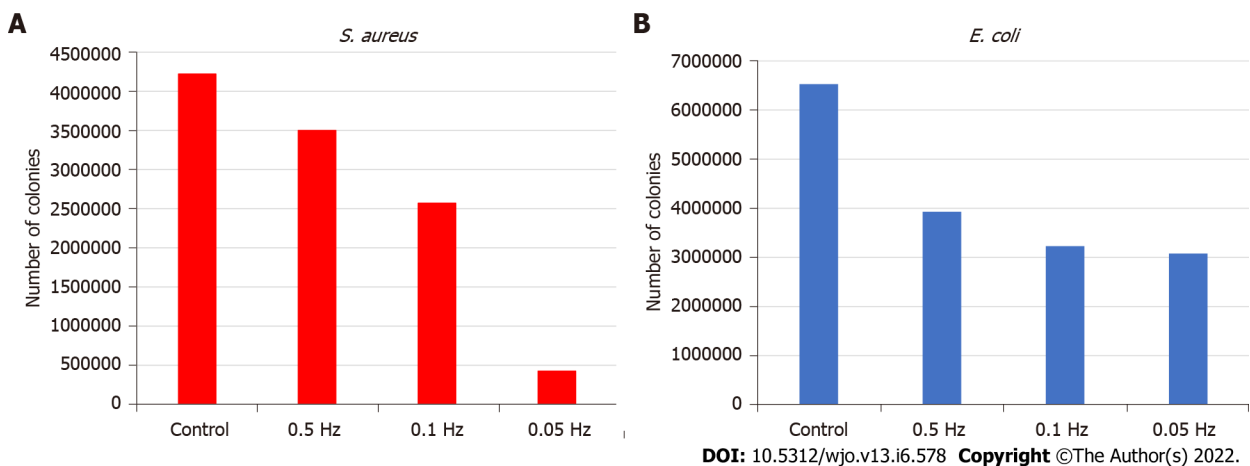 A
S. aureus
Number of colonies
4500000
4000000
3500000
3000000
2500000
2000000
1500000
1000000
500000
0
Control
0.5 Hz
0.1 Hz
0.05 Hz
B
E. coli
Number of colonies
7000000
6000000
5000000
4000000
3000000
2000000
1000000
0
Control
0.5 Hz
0.1 Hz
0.05 Hz
DOI: 10.5312/wjo.v13.i6.578 Copyright ©The Author(s) 2022.